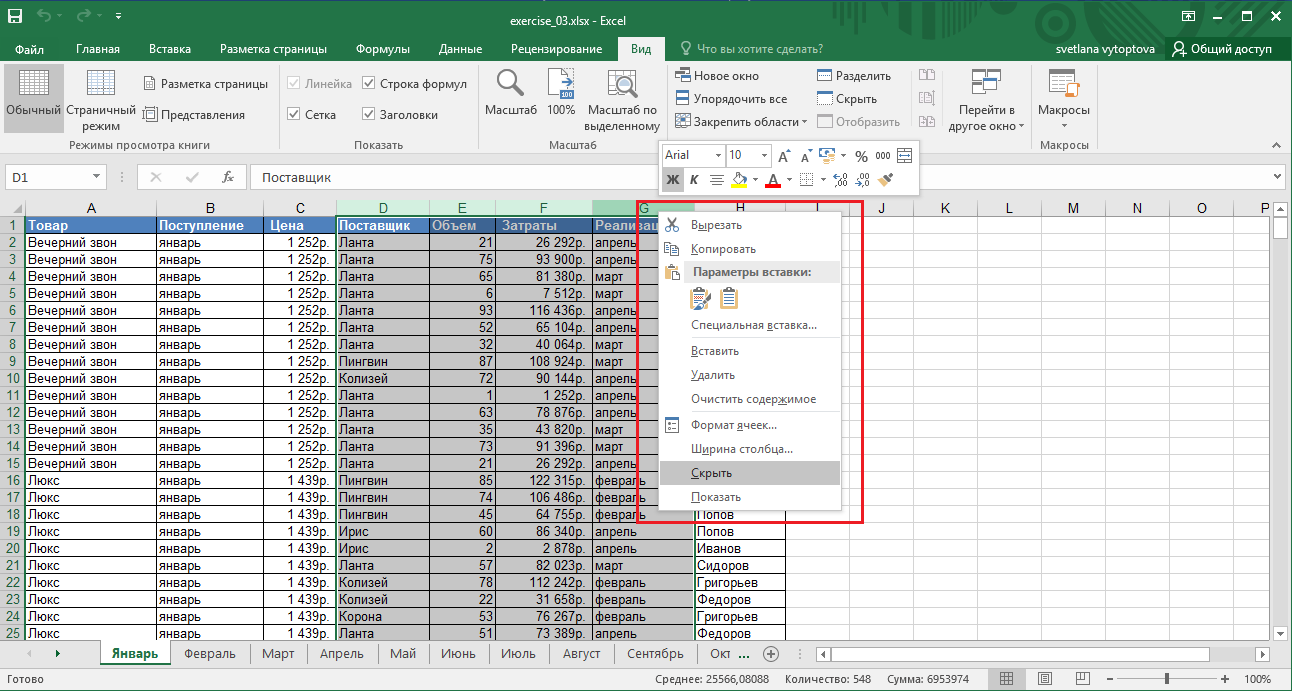 exercise_03.xlsx - Excel
Файл Главная Вставка Разметка страницы Формулы Данные Рецензирование Вид Что вы хотите сделать? svetlana vytoptova Общий доступ
Обычный
Страничный режим
Разметка страницы
Представления
Режимы просмотра книги
Линейка
Строка формул
Сетка
Заголовки
Показать
Масштаб
100%
Масштаб по выделенному
Масштаб
Новое окно
Упорядочить все
Закрепить области
Разделить
Скрыть
Отобразить
Перейти в другое окно
Макросы
Макросы
Arial 10 % 000
Ж К А
D1 fx Поставщик
A B C D E F G H I J K L M N O P
1 Товар Поступление Цена Поставщик Объем Затраты
2 Вечерний звон январь 1 252р. Ланта 21 26 292р. апрель
3 Вечерний звон январь 1 252р. Ланта 75 93 900р. апрель
4 Вечерний звон январь 1 252р. Ланта 65 81 380р. март
5 Вечерний звон январь 1 252р. Ланта 6 7 512р. март
6 Вечерний звон январь 1 252р. Ланта 93 116 436р. апрель
7 Вечерний звон январь 1 252р. Ланта 52 65 104р. апрель
8 Вечерний звон январь 1 252р. Ланта 32 40 064р. март
9 Вечерний звон январь 1 252р. Пингвин 87 108 924р. март
10 Вечерний звон январь 1 252р. Колизей 72 90 144р. апрель
11 Вечерний звон январь 1 252р. Ланта 1 1 252р. апрель
12 Вечерний звон январь 1 252р. Ланта 63 78 876р. апрель
13 Вечерний звон январь 1 252р. Ланта 35 43 820р. март
14 Вечерний звон январь 1 252р. Ланта 73 91 396р. март
15 Вечерний звон январь 1 252р. Ланта 21 26 292р. апрель
16 Люкс январь 1 439р. Пингвин 85 122 315р. февраль
17 Люкс январь 1 439р. Пингвин 74 106 486р. февраль
18 Люкс январь 1 439р. Пингвин 45 64 755р. февраль Попов
19 Люкс январь 1 439р. Ирис 60 86 340р. апрель Попов
20 Люкс январь 1 439р. Ирис 2 2 878р. апрель Иванов
21 Люкс январь 1 439р. Ланта 57 82 023р. март Сидоров
22 Люкс январь 1 439р. Колизей 78 112 242р. февраль Григорьев
23 Люкс январь 1 439р. Колизей 22 31 658р. февраль Федоров
24 Люкс январь 1 439р. Корона 53 76 267р. февраль Григорьев
25 Люкс январь 1 439р. Ланта 51 73 389р. апрель Федоров
Вырезать
Копировать
Параметры вставки:
Специальная вставка...
Вставить
Удалить
Очистить содержимое
Формат ячеек...
Ширина столбца...
Скрыть
Показать
Январь Февраль Март Апрель Май Июнь Июль Август Сентябрь Окт ...
Готово Среднее: 25566,08088 Количество: 548 Сумма: 6953974 100%